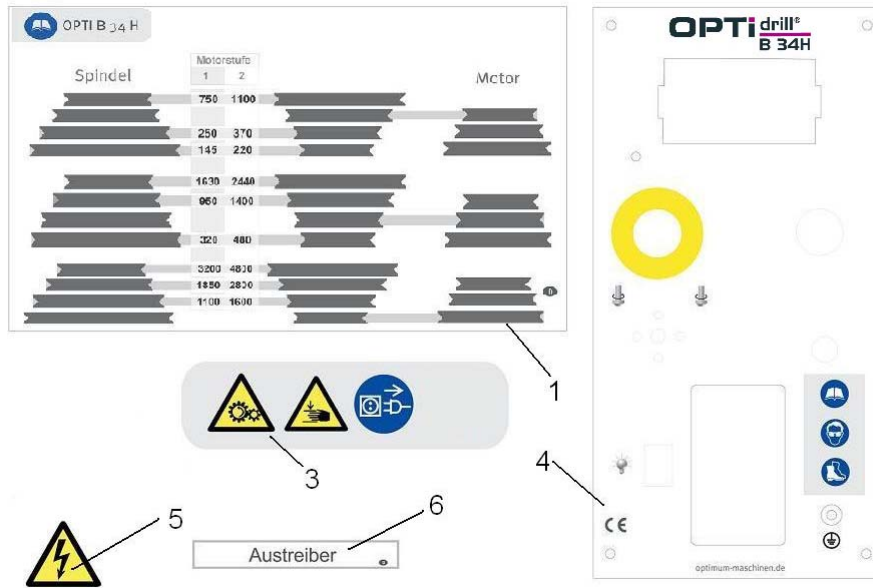 OPTI B 34 H
Spindel
Motorstufe
1 2
Motor
750 1100
250 370
145 220
1630 2440
950 1400
320 480
3200 4800
1850 2800
1100 1600
1
OPTi drill®
B 34H
3
4
CE
optimum-maschinen.de
5
6
Austreiber